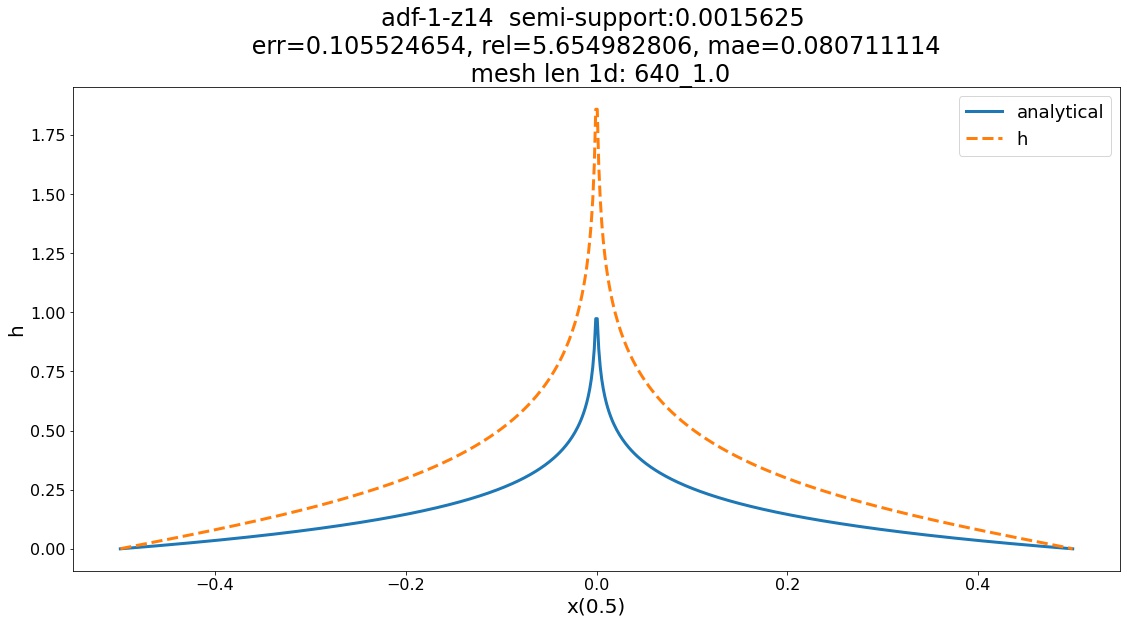 adf-1-z14  semi-support:0.0015625
err=0.105524654, rel=5.654982806, mae=0.080711114
mesh len 1d: 640_1.0
analytical
h
1.75
1.50
1.25
1.00
0.75
0.50
0.25
0.00
h
−0.4
−0.2
0.0
0.2
0.4
x(0.5)